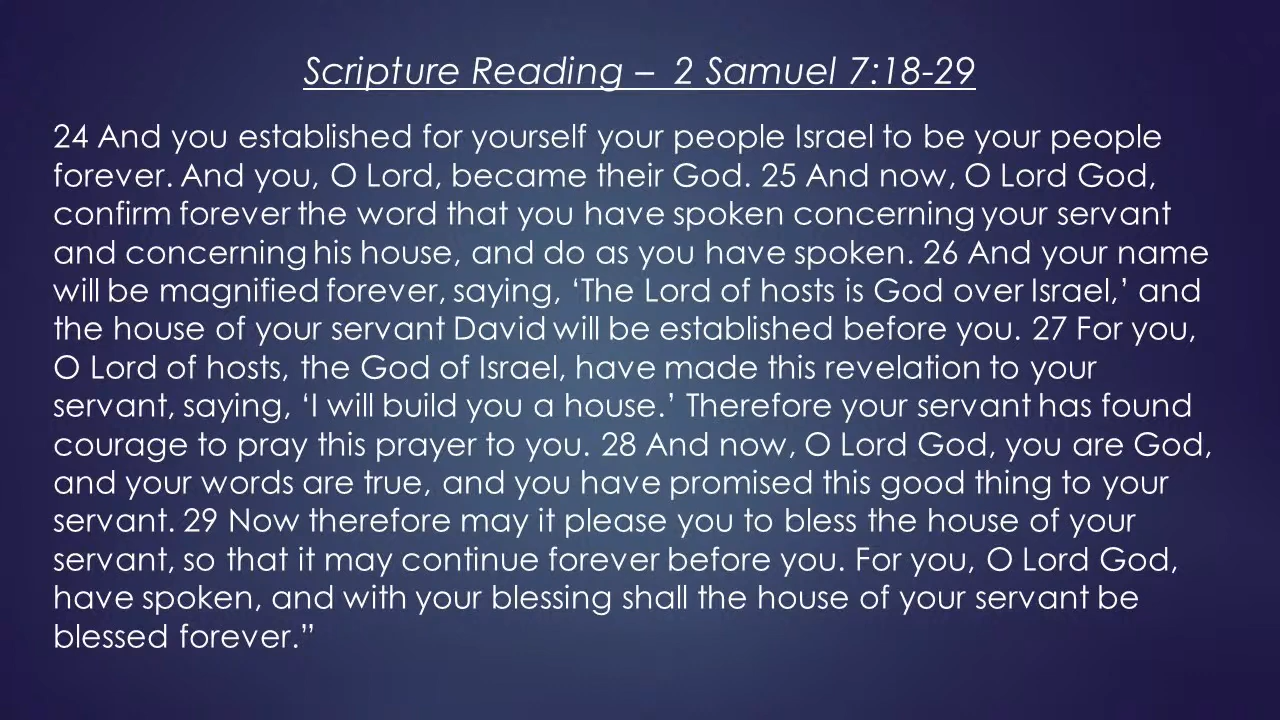 Scripture Reading – 2 Samuel 7:18-29
24 And you established for yourself your people Israel to be your people
forever. And you, O Lord, became their God. 25 And now, O Lord God,
confirm forever the word that you have spoken concerning your servant
and concerning his house, and do as you have spoken. 26 And your name
will be magnified forever, saying, ‘The Lord of hosts is God over Israel,’ and
the house of your servant David will be established before you. 27 For you,
O Lord of hosts, the God of Israel, have made this revelation to your
servant, saying, ‘I will build you a house.’ Therefore your servant has found
courage to pray this prayer to you. 28 And now, O Lord God, you are God,
and your words are true, and you have promised this good thing to your
servant. 29 Now therefore may it please you to bless the house of your
servant, so that it may continue forever before you. For you, O Lord God,
have spoken, and with your blessing shall the house of your servant be
blessed forever.”